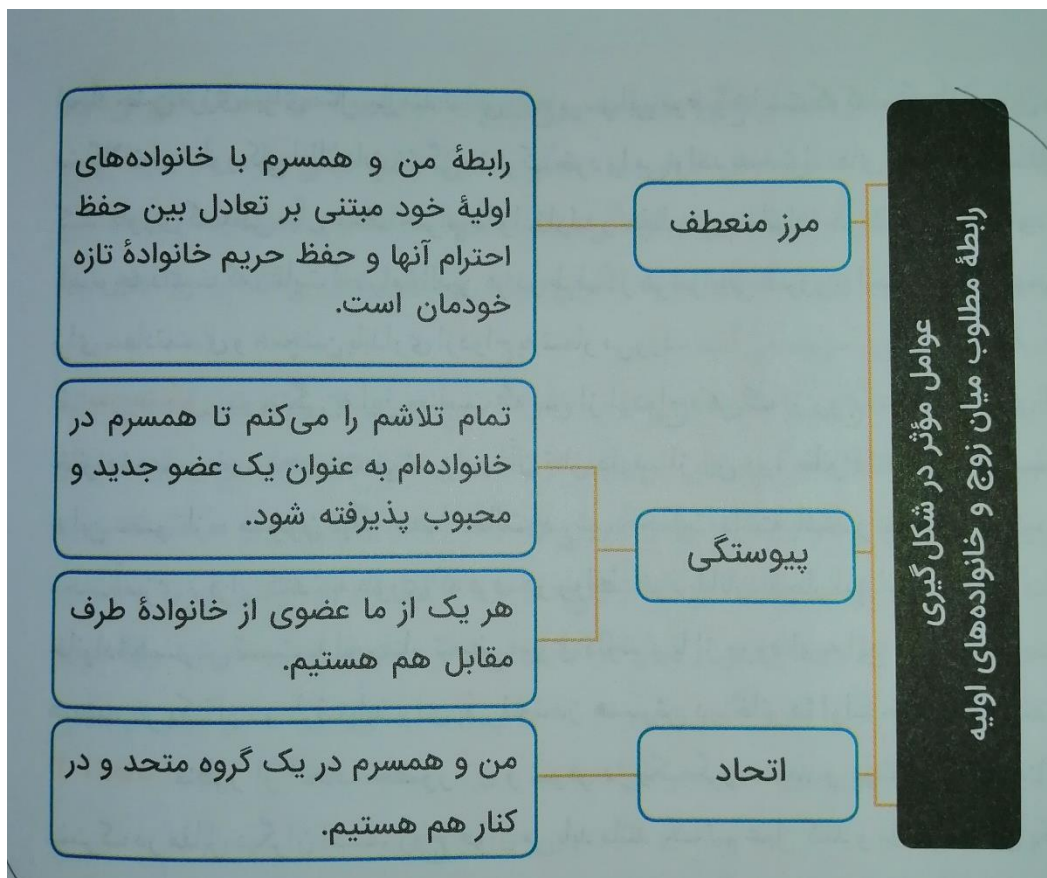 عوامل مؤثر در شکل گیری
رابطهٔ مطلوب میان زوج و خانواده‌های اولیه
مرز منعطف
رابطهٔ من و همسرم با خانواده‌های
اولیهٔ خود مبتنی بر تعادل بین حفظ
احترام آنها و حفظ حریم خانوادهٔ تازه
خودمان است.
پیوستگی
تمام تلاشم را می‌کنم تا همسرم در
خانواده‌ام به عنوان یک عضو جدید و
محبوب پذیرفته شود.
هر یک از ما عضوی از خانوادهٔ طرف
مقابل هم هستیم.
اتحاد
من و همسرم در یک گروه متحد و در
کنار هم هستیم.